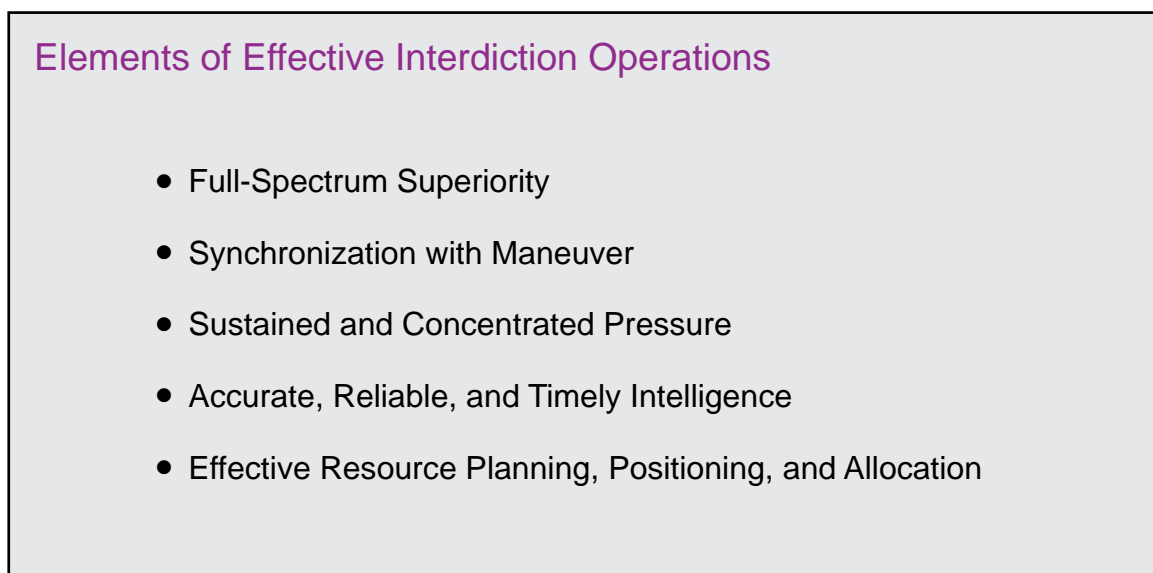 Elements of Effective Interdiction Operations
• Full-Spectrum Superiority
• Synchronization with Maneuver
• Sustained and Concentrated Pressure
• Accurate, Reliable, and Timely Intelligence
• Effective Resource Planning, Positioning, and Allocation